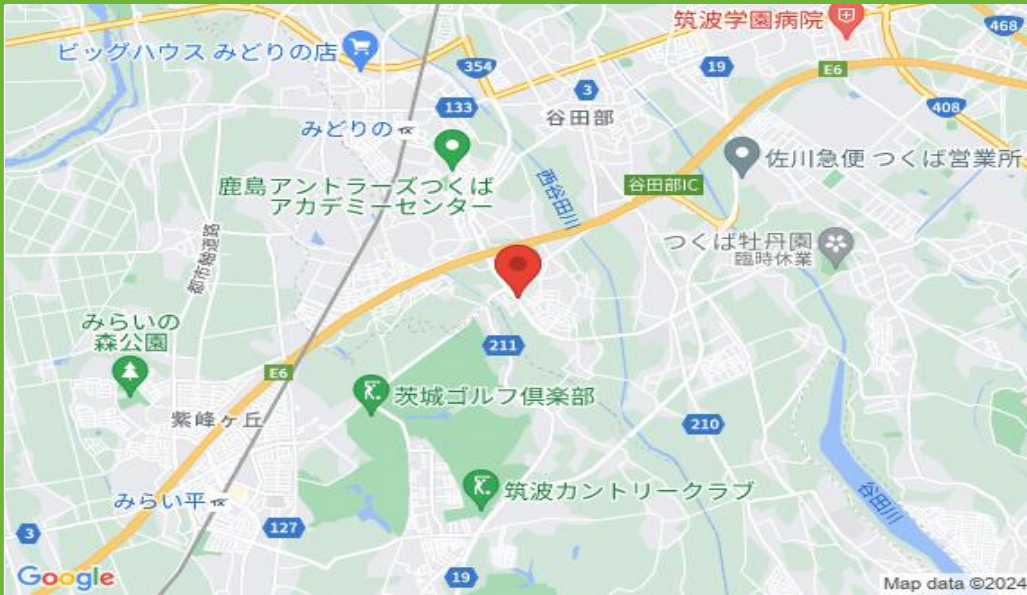 筑波学園病院
468
ビッグハウス みどりの店
354
19
E6
3
408
133
谷田部
みどりの
佐川急便 つくば営業所
鹿島アントラーズつくば
アカデミーセンター
西谷田川
谷田部IC
つくば牡丹園
臨時休業
都市軸道路
みらいの
森公園
211
E6
茨城ゴルフ倶楽部
紫峰ヶ丘
210
筑波カントリークラブ
みらい平
谷田川
127
3
19
Google
Map data ©2024